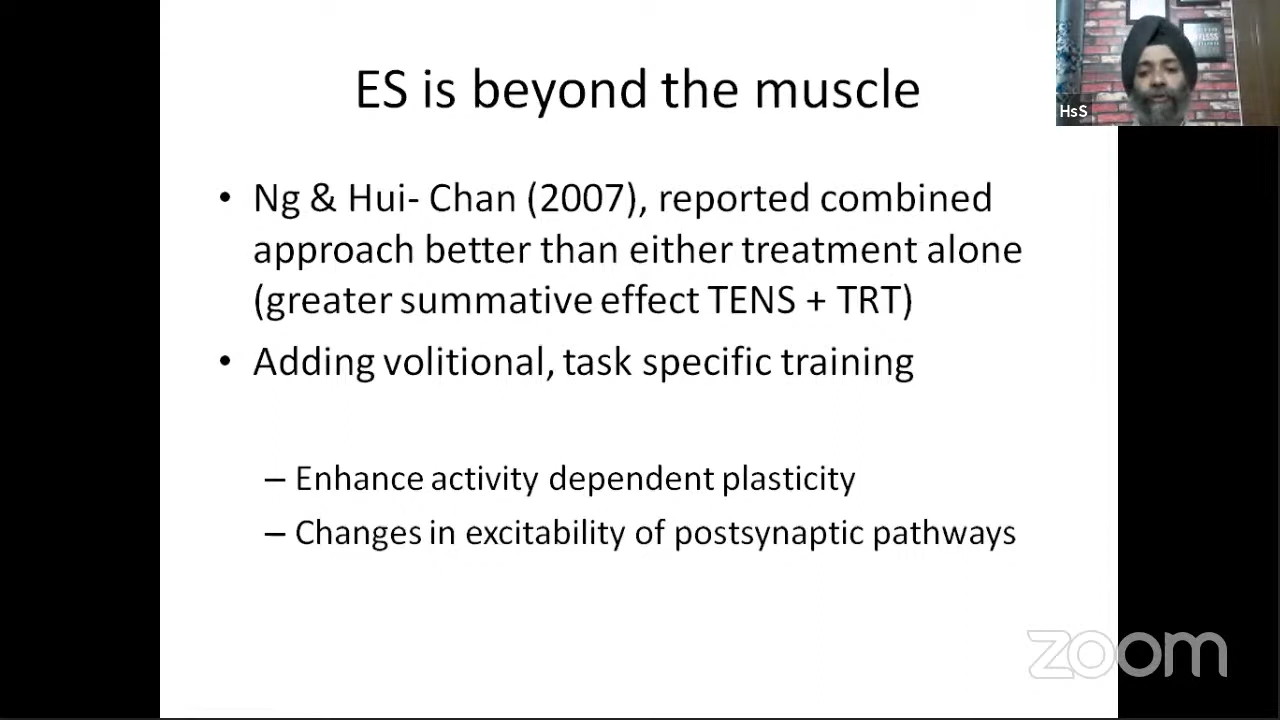 ES is beyond the muscle
HsS
• Ng & Hui- Chan (2007), reported combined
approach better than either treatment alone
(greater summative effect TENS + TRT)
• Adding volitional, task specific training
– Enhance activity dependent plasticity
– Changes in excitability of postsynaptic pathways
zoom